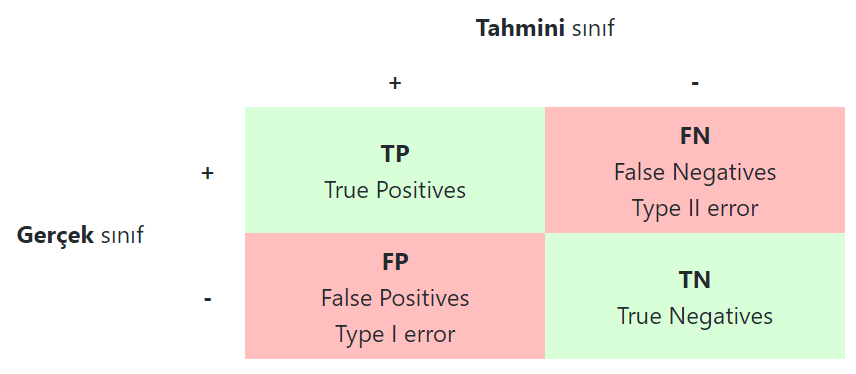 Tahmini sınıf
+ -
+
TP
True Positives
FN
False Negatives
Type II error
Gerçek sınıf
-
FP
False Positives
Type I error
TN
True Negatives